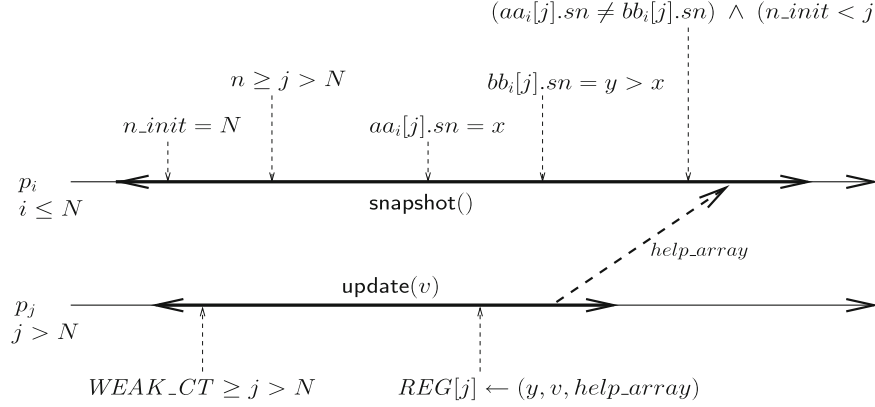 (aa_i[j].sn ≠ bb_i[j].sn) ∧ (n_init < j
n ≥ j > N
bb_i[j].sn = y > x
n_init = N
aa_i[j].sn = x
p_i
i ≤ N
snapshot()
help_array
update(v)
p_j
j > N
WEAK_CT ≥ j > N
REG[j] ← (y, v, help_array)